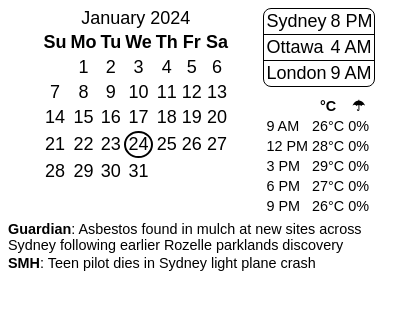 January 2024
Su Mo Tu We Th Fr Sa
1 2 3 4 5 6
7 8 9 10 11 12 13
14 15 16 17 18 19 20
21 22 23 24 25 26 27
28 29 30 31
Sydney 8 PM
Ottawa 4 AM
London 9 AM
°C ☂
9 AM 26°C 0%
12 PM 28°C 0%
3 PM 29°C 0%
6 PM 27°C 0%
9 PM 26°C 0%
Guardian: Asbestos found in mulch at new sites across
Sydney following earlier Rozelle parklands discovery
SMH: Teen pilot dies in Sydney light plane crash